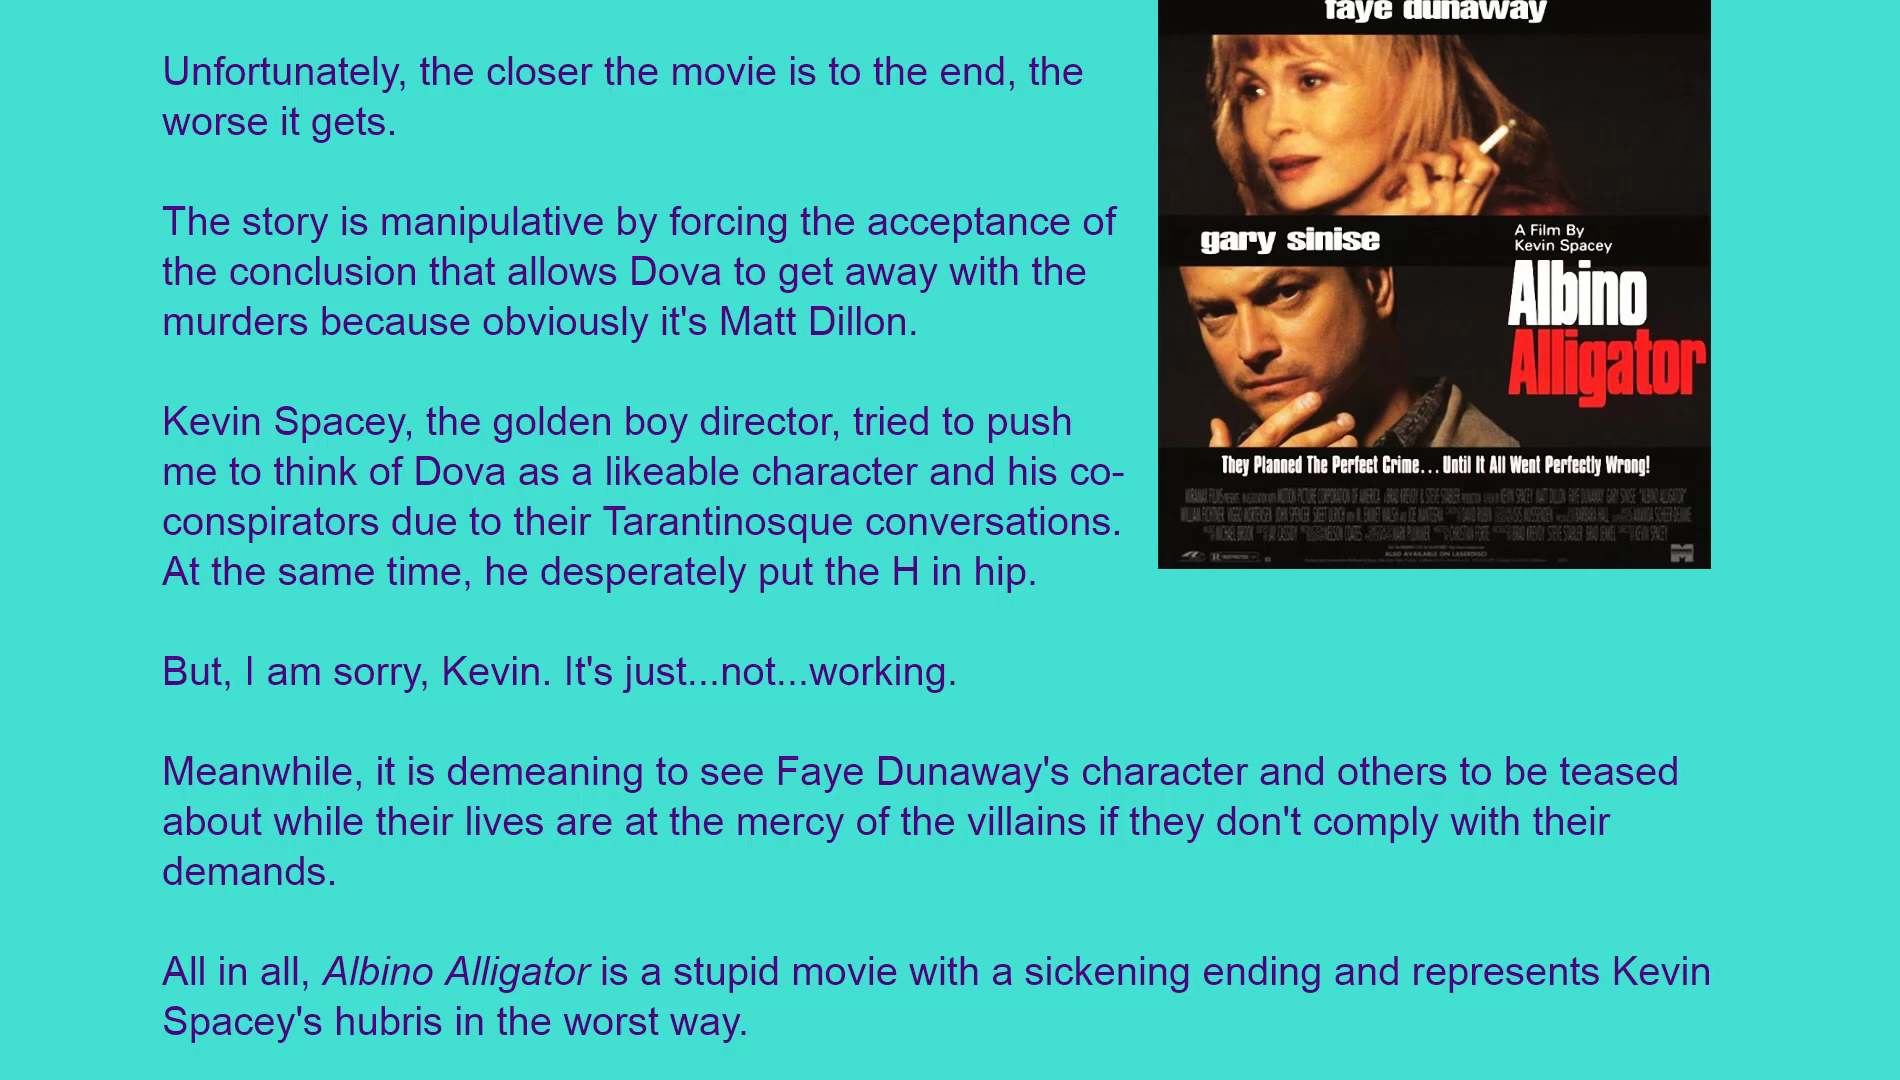 Unfortunately, the closer the movie is to the end, the
worse it gets.
The story is manipulative by forcing the acceptance of
the conclusion that allows Dova to get away with the
murders because obviously it's Matt Dillon.
Kevin Spacey, the golden boy director, tried to push
me to think of Dova as a likeable character and his co-
conspirators due to their Tarantinosque conversations.
At the same time, he desperately put the H in hip.
But, I am sorry, Kevin. It's just...not...working.
Meanwhile, it is demeaning to see Faye Dunaway's character and others to be teased
about while their lives are at the mercy of the villains if they don't comply with their
demands.
All in all, Albino Alligator is a stupid movie with a sickening ending and represents Kevin
Spacey's hubris in the worst way.
faye dunaway
gary sinise
A Film By
Kevin Spacey
Albino
Alligator
They Planned The Perfect Crime... Until It All Went Perfectly Wrong!
ALSO AVAILABLE ON LASERDISC